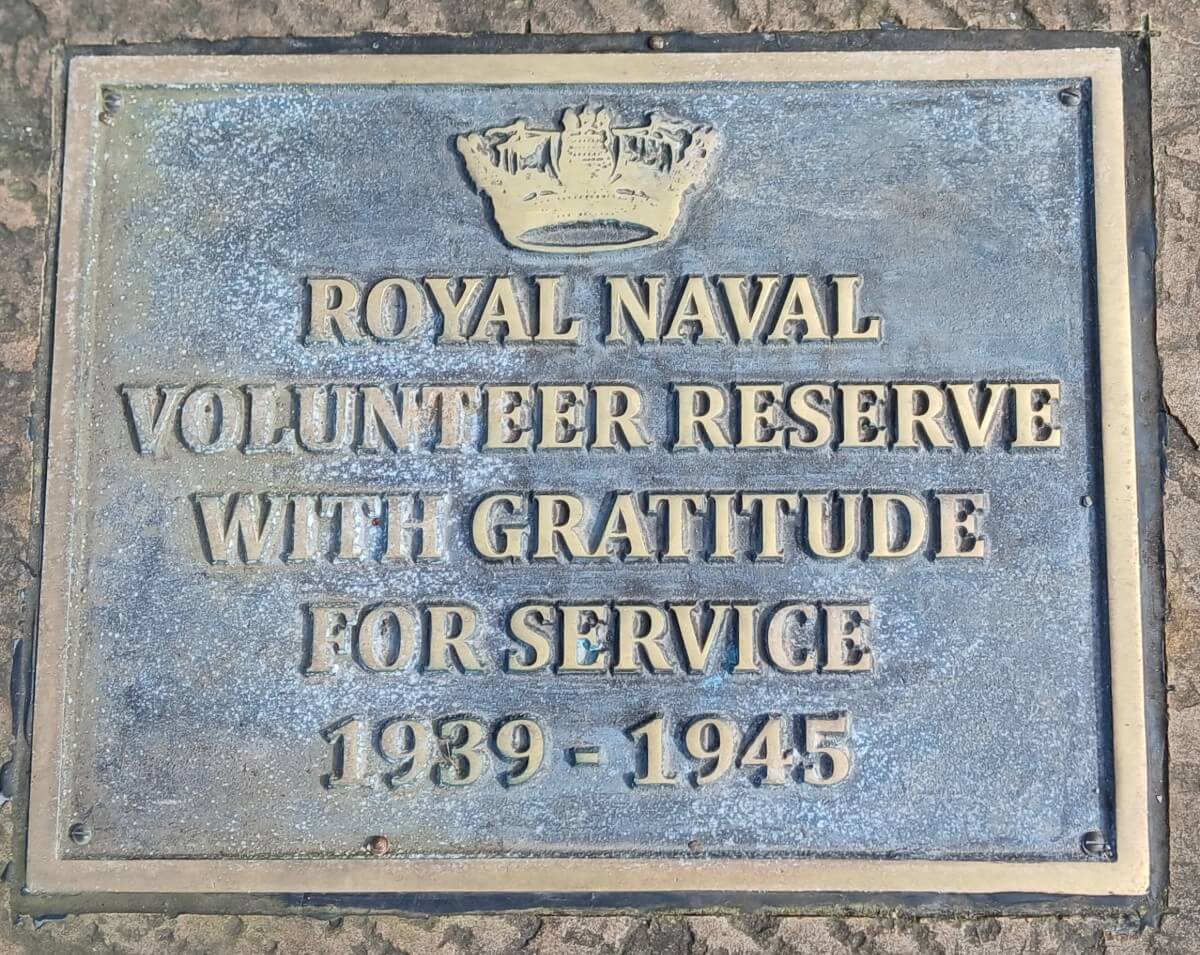 ROYAL NAVAL
VOLUNTEER RESERVE
WITH GRATITUDE
FOR SERVICE
1939 - 1945